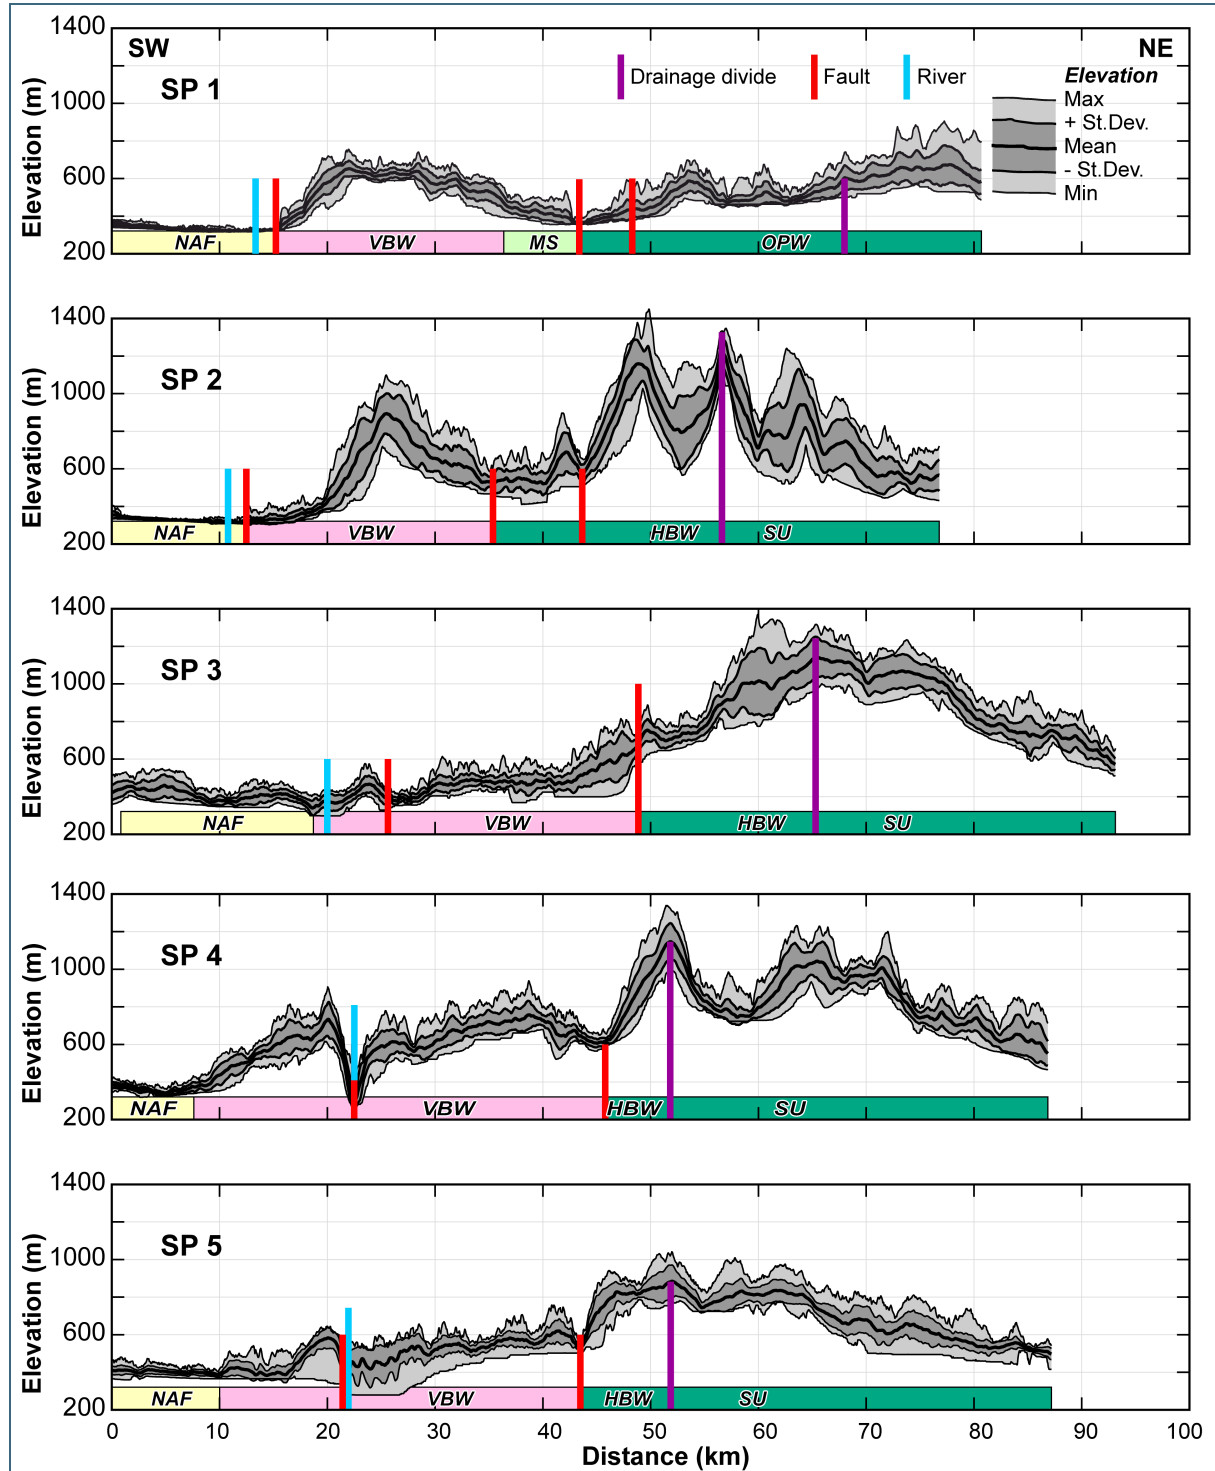 1400
1000
600
200
Elevation (m)
SW
NE
SP 1
Drainage divide
Fault
River
Elevation
Max
+ St.Dev.
Mean
- St.Dev.
Min
NAF
VBW
MS
OPW
1400
1000
600
200
Elevation (m)
SP 2
NAF
VBW
HBW
SU
1400
1000
600
200
Elevation (m)
SP 3
NAF
VBW
HBW
SU
1400
1000
600
200
Elevation (m)
SP 4
NAF
VBW
HBW
SU
1400
1000
600
200
Elevation (m)
SP 5
NAF
VBW
HBW
SU
0 10 20 30 40 50 60 70 80 90 100
Distance (km)